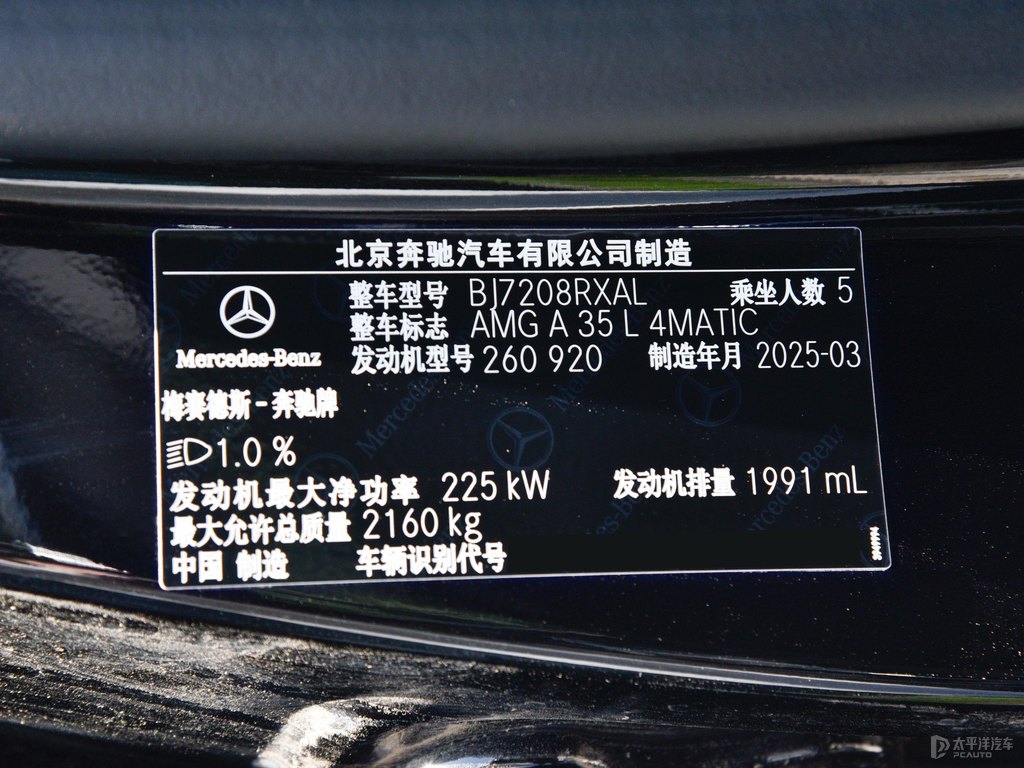 北京奔驰汽车有限公司制造
整车型号 BJ7208RXAL 乘坐人数 5
整车标志 AMG A 35 L 4MATIC
发动机型号 260 920 制造年月 2025-03
Mercedes-Benz
梅赛德斯-奔驰牌
1.0 %
发动机最大净功率 225 kW 发动机排量 1991 mL
最大允许总质量 2160 kg
中国 制造 车辆识别代号
太平洋汽车
PCAUTO